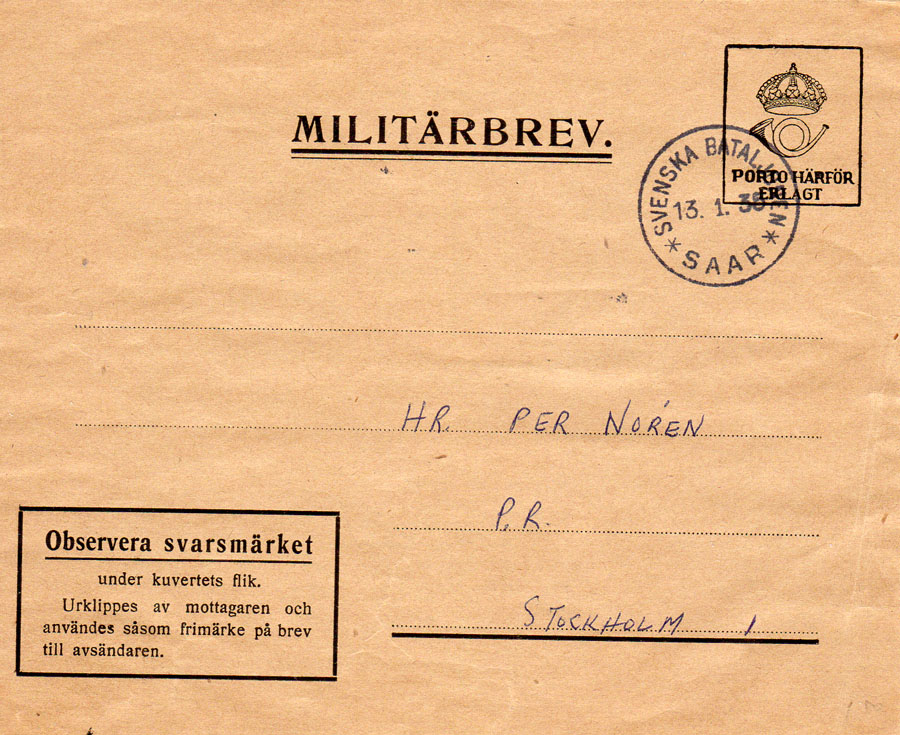 MILITÄRBREV.
PORTO HÄRFÖR
ERLAGT
* SVENSKA BATALJONEN *
13. 1. 35
SAAR
HR. PER NORÉN
P.R.
STOCKHOLM 1
Observera svarsmärket
under kuvertets flik.
Urklippes av mottagaren och
användes såsom frimärke på brev
till avsändaren.